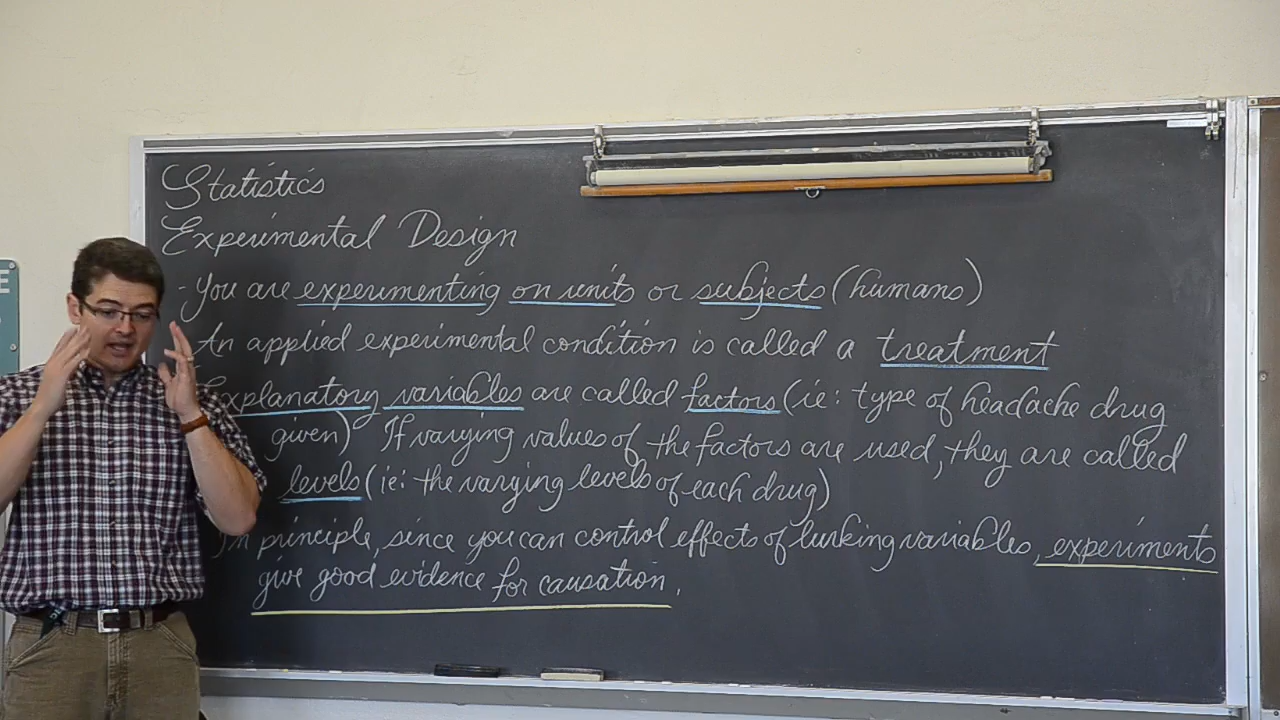 Statistics
Experimental Design
- You are experimenting on units or subjects (humans)
An applied experimental condition is called a treatment
Explanatory variables are called factors (ie: type of headache drug
given) If varying values of the factors are used, they are called
levels (ie: the varying levels of each drug)
In principle, since you can control effects of lurking variables, experiments
give good evidence for causation.
E